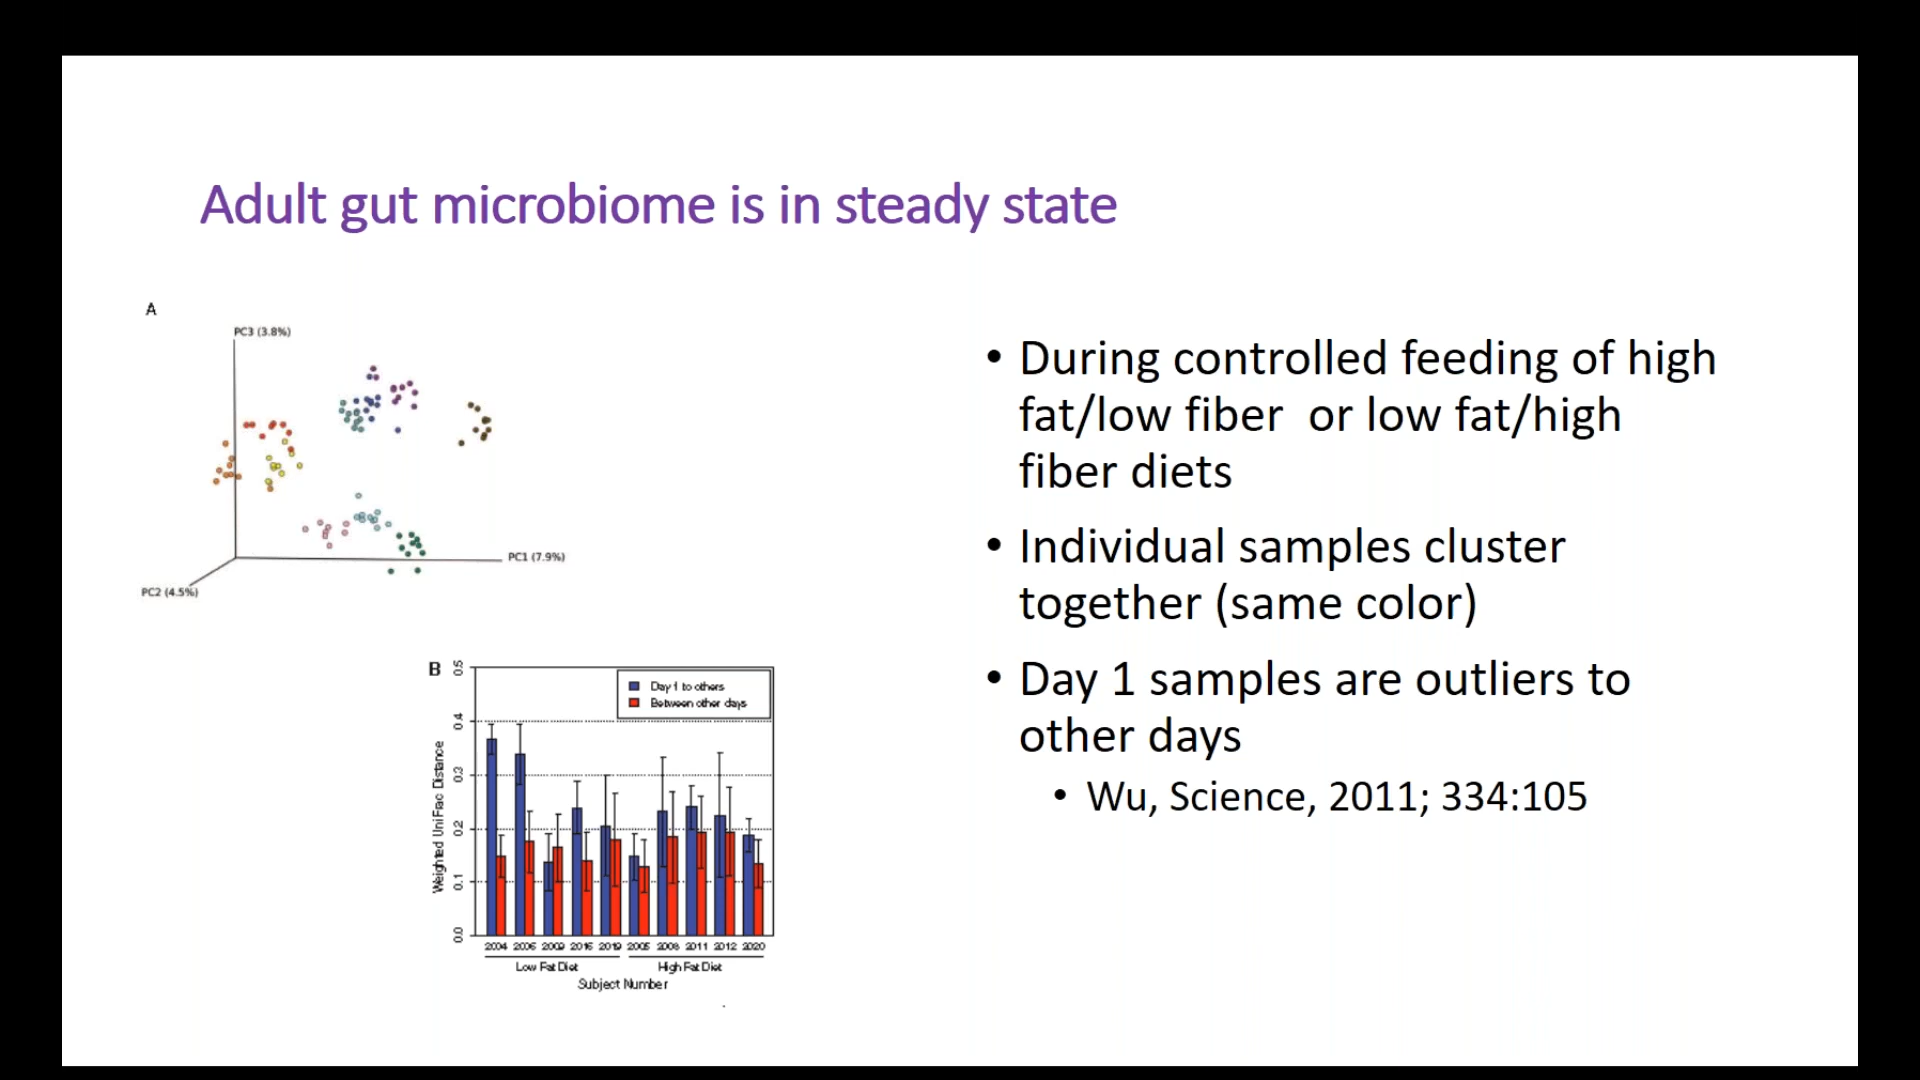 Adult gut microbiome is in steady state
A
PC3 (3.8%)
PC1 (7.9%)
PC2 (4.5%)
B
Day 1 to others
Between other days
Weighted UniFrac Distance
0.5
0.4
0.3
0.2
0.1
0.0
2004 2006 2009 2016 2019 2005 2008 2011 2012 2020
Low Fat Diet High Fat Diet
Subject Number
• During controlled feeding of high
fat/low fiber or low fat/high
fiber diets
• Individual samples cluster
together (same color)
• Day 1 samples are outliers to
other days
• Wu, Science, 2011; 334:105